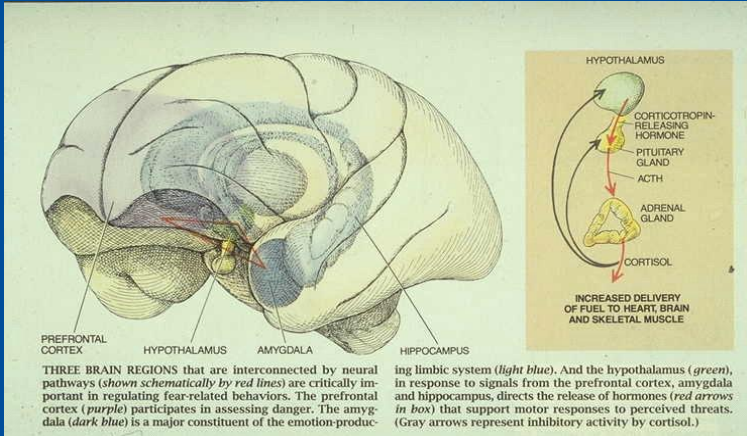 HYPOTHALAMUS
CORTICOTROPIN-
RELEASING
HORMONE
PITUITARY
GLAND
ACTH
ADRENAL
GLAND
CORTISOL
INCREASED DELIVERY
OF FUEL TO HEART, BRAIN
AND SKELETAL MUSCLE
PREFRONTAL
CORTEX
HYPOTHALAMUS
AMYGDALA
HIPPOCAMPUS
THREE BRAIN REGIONS that are interconnected by neural
pathways (shown schematically by red lines) are critically im-
portant in regulating fear-related behaviors. The prefrontal
cortex (purple) participates in assessing danger. The amyg-
dala (dark blue) is a major constituent of the emotion-produc-
ing limbic system (light blue). And the hypothalamus (green),
in response to signals from the prefrontal cortex, amygdala
and hippocampus, directs the release of hormones (red arrows
in box) that support motor responses to perceived threats.
(Gray arrows represent inhibitory activity by cortisol.)